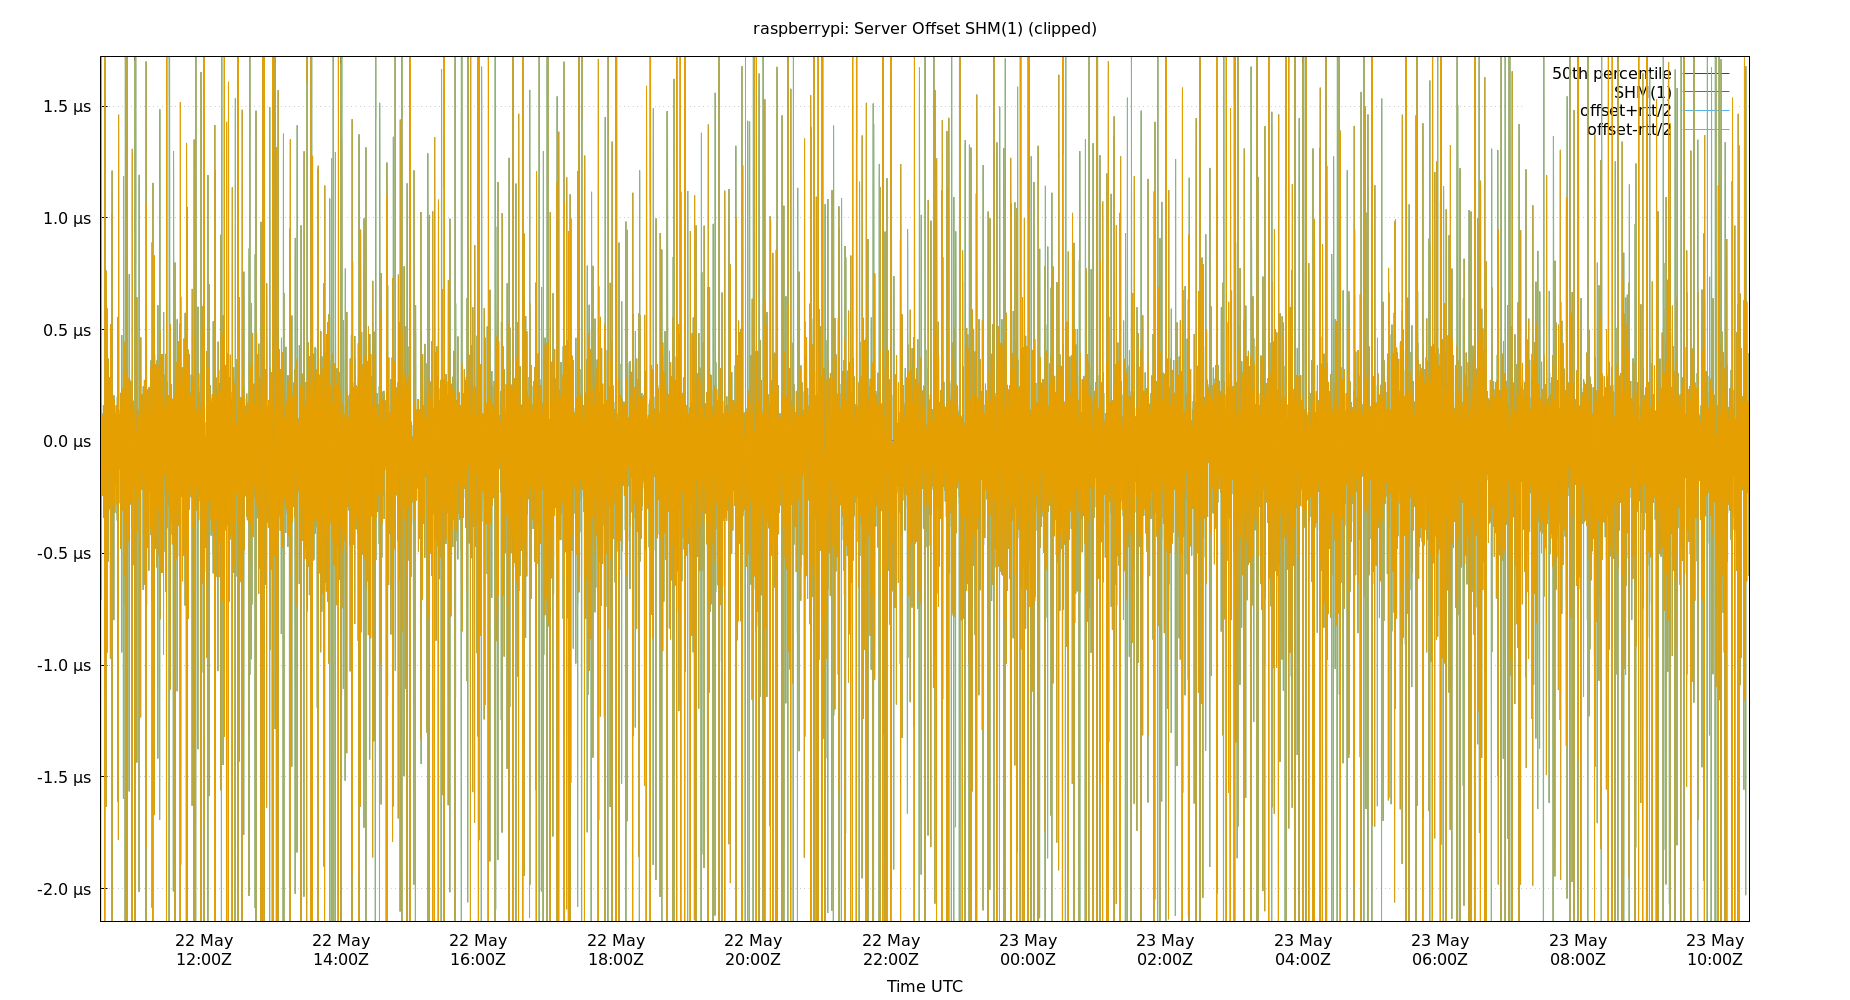 raspberrypi: Server Offset SHM(1) (clipped)
50th percentile
SHM(1)
offset+rtt/2
offset-rtt/2
1.5 µs
1.0 µs
0.5 µs
0.0 µs
-0.5 µs
-1.0 µs
-1.5 µs
-2.0 µs
22 May 22 May 22 May 22 May 22 May 22 May 23 May 23 May 23 May 23 May 23 May 23 May
12:00Z 14:00Z 16:00Z 18:00Z 20:00Z 22:00Z 00:00Z 02:00Z 04:00Z 06:00Z 08:00Z 10:00Z
Time UTC